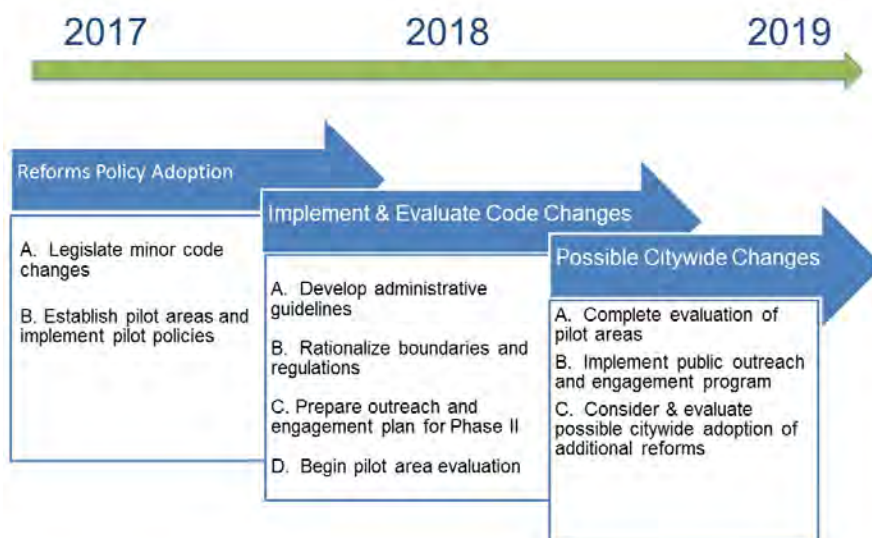 2017
2018
2019
Reforms Policy Adoption
A. Legislate minor code
changes
B. Establish pilot areas and
implement pilot policies
Implement & Evaluate Code Changes
A. Develop administrative
guidelines
B. Rationalize boundaries and
regulations
C. Prepare outreach and
engagement plan for Phase II
D. Begin pilot area evaluation
Possible Citywide Changes
A. Complete evaluation of
pilot areas
B. Implement public outreach
and engagement program
C. Consider & evaluate
possible citywide adoption of
additional reforms